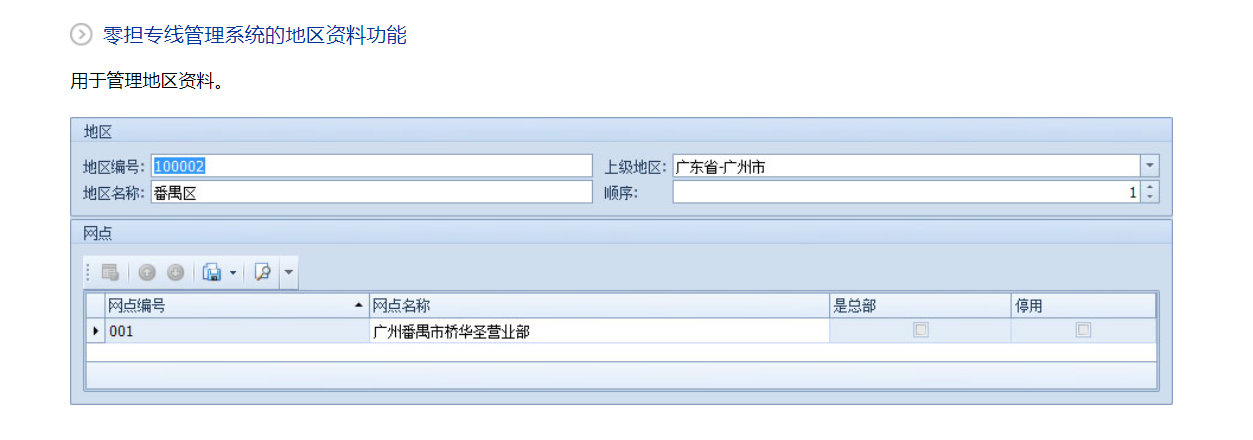 零担专线管理系统的地区资料功能
用于管理地区资料。
地区
地区编号: 100002 上级地区: 广东省-广州市
地区名称: 番禺区 顺序: 1
网点
网点编号 网点名称 是总部 停用
001 广州番禺市桥华圣营业部